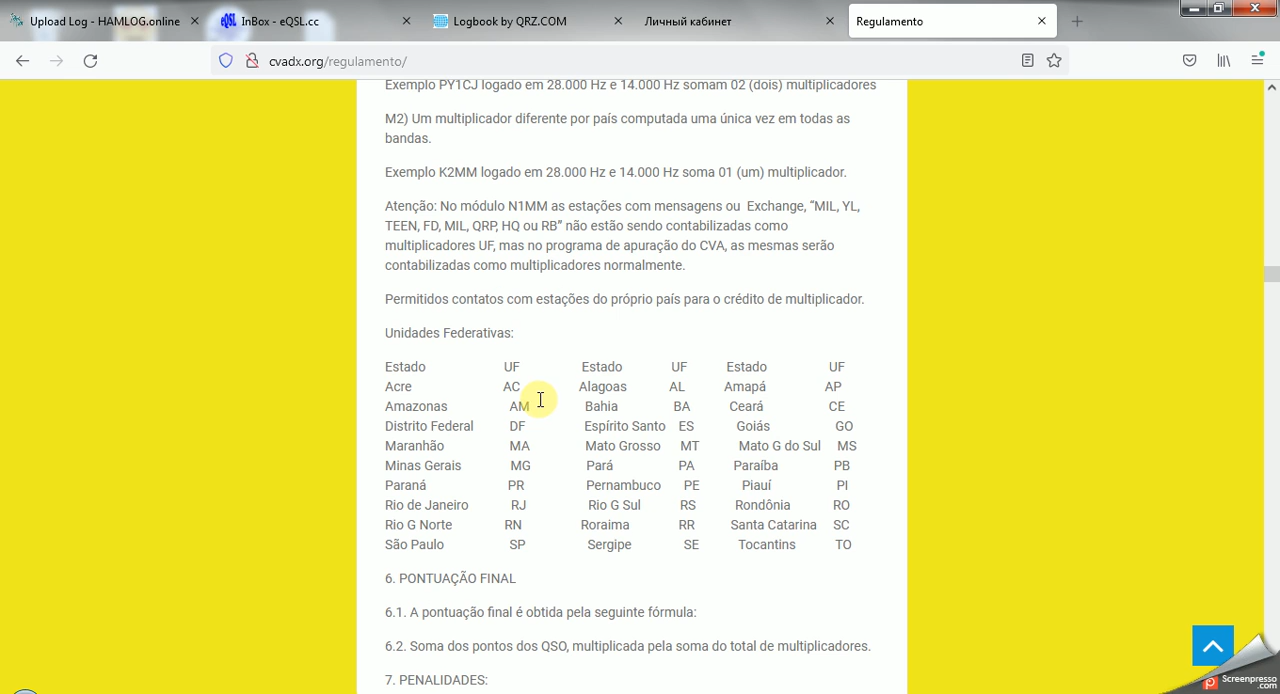 Upload Log - HAMLOG.online
InBox - eQSL.cc
Logbook by QRZ.COM
Личный кабинет
Regulamento
cvadx.org/regulamento/
Exemplo PY1CJ logado em 28.000 Hz e 14.000 Hz somam 02 (dois) multiplicadores
M2) Um multiplicador diferente por país computada uma única vez em todas as
bandas.
Exemplo K2MM logado em 28.000 Hz e 14.000 Hz soma 01 (um) multiplicador.
Atenção: No módulo N1MM as estações com mensagens ou Exchange, “MIL, YL,
TEEN, FD, MIL, QRP, HQ ou RB” não estão sendo contabilizadas como
multiplicadores UF, mas no programa de apuração do CVA, as mesmas serão
contabilizadas como multiplicadores normalmente.
Permitidos contatos com estações do próprio país para o crédito de multiplicador.
Unidades Federativas:
Estado UF Estado UF Estado UF
Acre AC Alagoas AL Amapá AP
Amazonas AM Bahia BA Ceará CE
Distrito Federal DF Espírito Santo ES Goiás GO
Maranhão MA Mato Grosso MT Mato G do Sul MS
Minas Gerais MG Pará PA Paraíba PB
Paraná PR Pernambuco PE Piauí PI
Rio de Janeiro RJ Rio G Sul RS Rondônia RO
Rio G Norte RN Roraima RR Santa Catarina SC
São Paulo SP Sergipe SE Tocantins TO
6. PONTUAÇÃO FINAL
6.1. A pontuação final é obtida pela seguinte fórmula:
6.2. Soma dos pontos dos QSO, multiplicada pela soma do total de multiplicadores.
7. PENALIDADES:
Screenpresso
.com